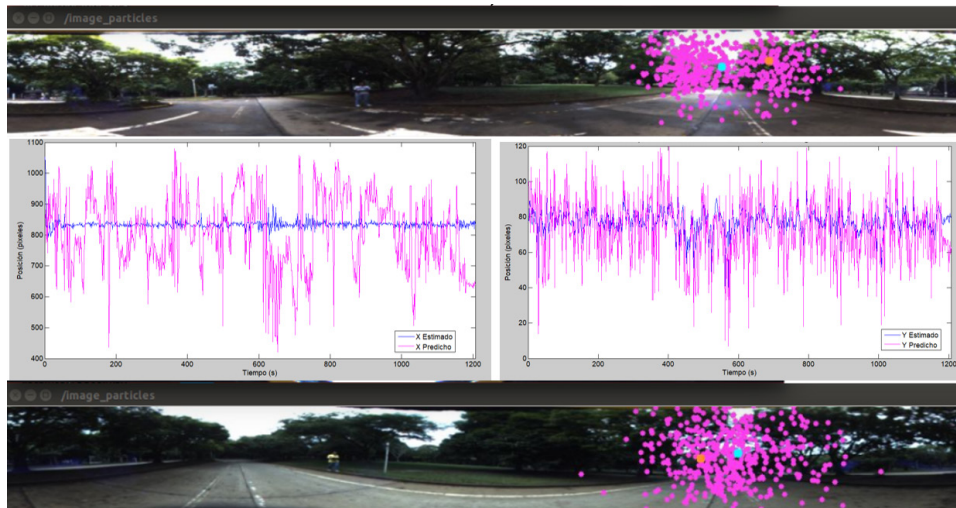 /image_particles
1100
1000
900
800
700
600
500
400
Posición (pixeles)
0 200 400 600 800 1000 1200
Tiempo (s)
X Estimado
X Predicho
120
100
80
60
40
20
0
Posición (pixeles)
0 200 400 600 800 1000 1200
Tiempo (s)
Y Estimado
Y Predicho
/image_particles